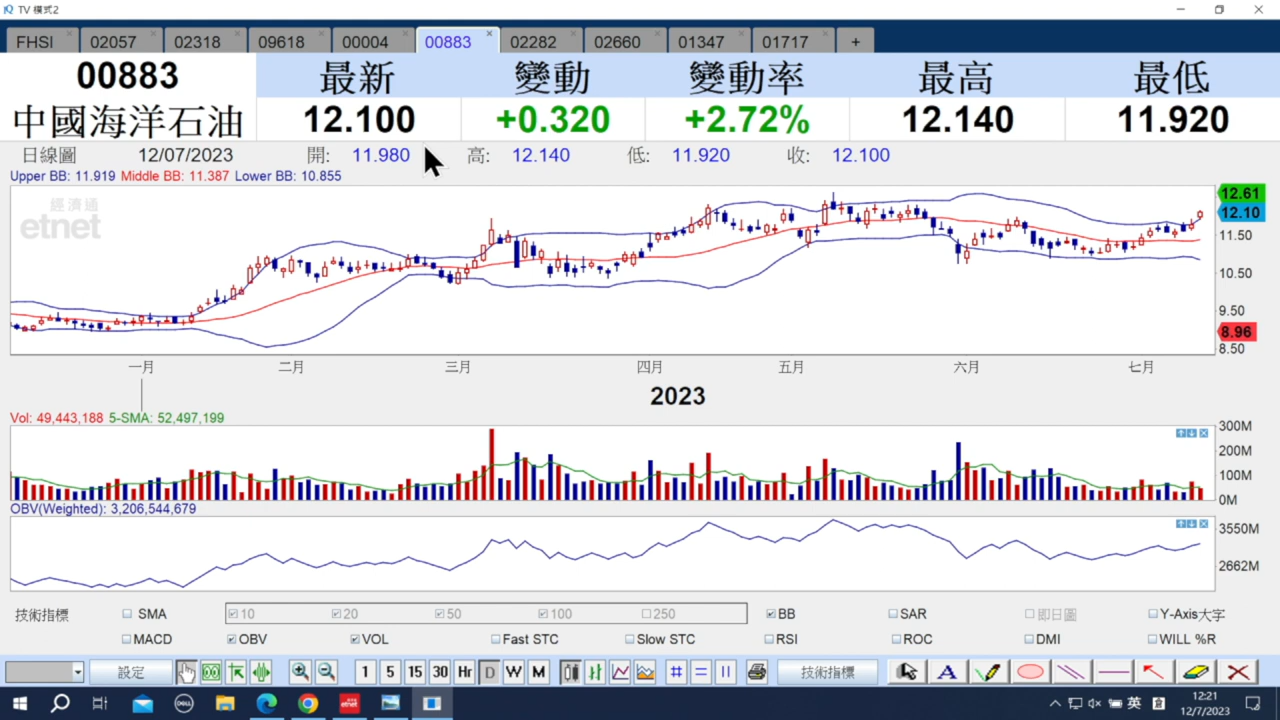 TV 模式2
FHSI 02057 02318 09618 00004 00883 02282 02660 01347 01717 +
00883 最新 變動 變動率 最高 最低
中國海洋石油 12.100 +0.320 +2.72% 12.140 11.920
日線圖 12/07/2023 開: 11.980 高: 12.140 低: 11.920 收: 12.100
Upper BB: 11.919 Middle BB: 11.387 Lower BB: 10.855
經濟通
etnet
12.61
12.10
11.50
10.50
9.50
8.96
8.50
一月 二月 三月 四月 五月 六月 七月
2023
Vol: 49,443,188 5-SMA: 52,497,199
300M
200M
100M
0M
OBV(Weighted): 3,206,544,679
3550M
2662M
技術指標 SMA 10 20 50 100 250 BB SAR 即日圖 Y-Axis大字
MACD OBV VOL Fast STC Slow STC RSI ROC DMI WILL %R
設定 1 5 15 30 Hr D W M 技術指標 A
DELL etnet 英 12:21
12/7/2023